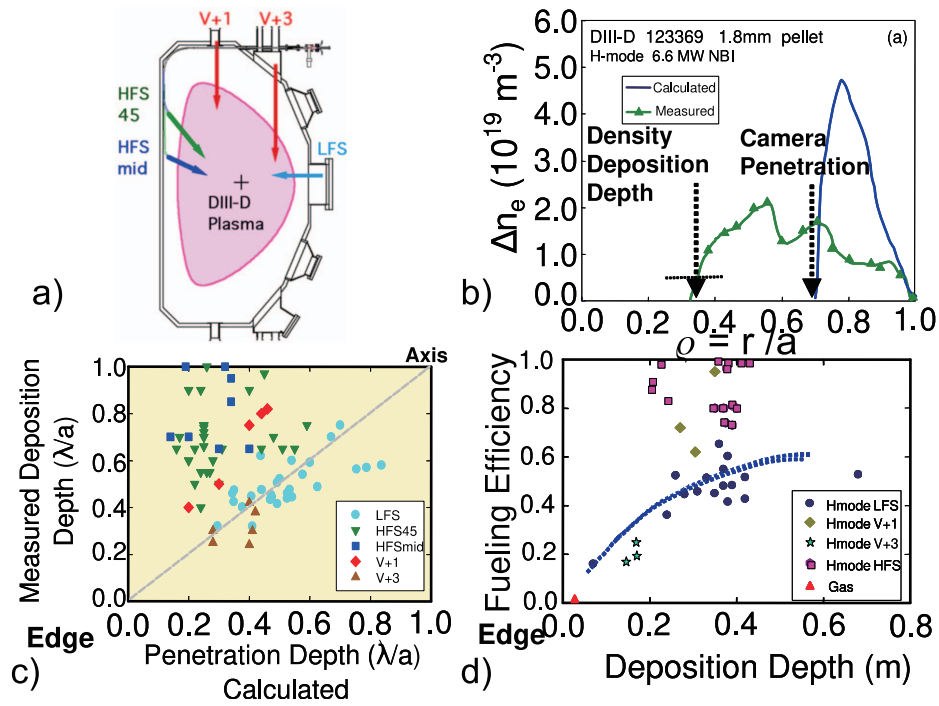 a)
V+1
V+3
HFS
45
HFS
mid
LFS
DIII-D
Plasma
b)
Δnₑ (10¹⁹ m⁻³)
6.0
5.0
4.0
3.0
2.0
1.0
0.0
DIII-D 123369 1.8mm pellet
(a)
H-mode 6.6 MW NBI
Calculated
Measured
Density
Deposition
Depth
Camera
Penetration
0.0
0.2
0.4
0.6
0.8
1.0
ϱ = r/a
c)
Measured Deposition
Depth (λ/a)
1.0
0.8
0.6
0.4
0.2
0.0
Axis
LFS
HFS45
HFSmid
V+1
V+3
0.0
0.2
0.4
0.6
0.8
1.0
Edge
Penetration Depth (λ/a)
Calculated
d)
Fueling Efficiency
1.0
0.8
0.6
0.4
0.2
0.0
Hmode LFS
Hmode V+1
Hmode V+3
Hmode HFS
Gas
0.0
0.2
0.4
0.6
0.8
Edge
Deposition Depth (m)